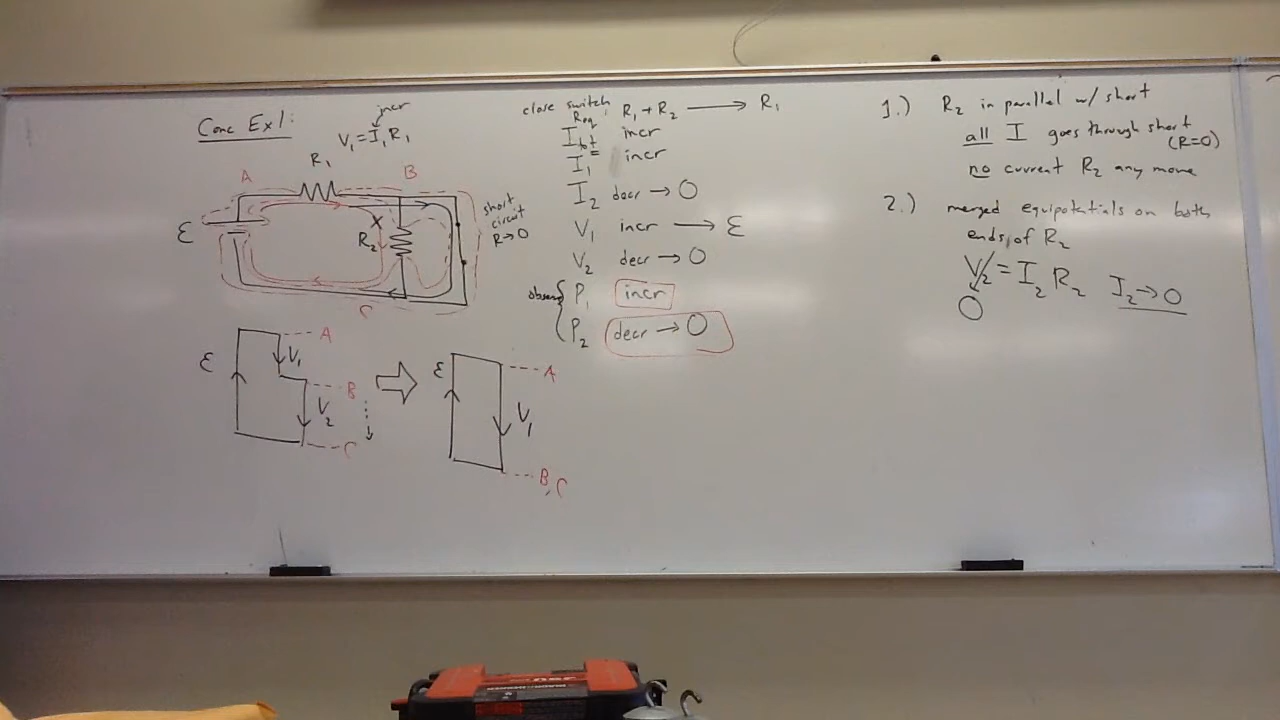 Conc Ex 1:
incr
V₁ = I₁R₁
R₁
A
B
ε
X
R₂
C
short
circuit
R→0
ε
V₁
V₂
A
B
C
ε
V₁
A
B, C
close switch
Req: R₁ + R₂ → R₁
Itot incr
I₁ = incr
I₂ decr → 0
V₁ incr → ε
V₂ decr → 0
observe P₁ incr
P₂ decr → 0
1.) R₂ in parallel w/ short
all I goes through short
(R=0)
no current R₂ any more
2.) merged equipotentials on both
ends of R₂
V₂ = I₂ R₂ I₂ → 0
0